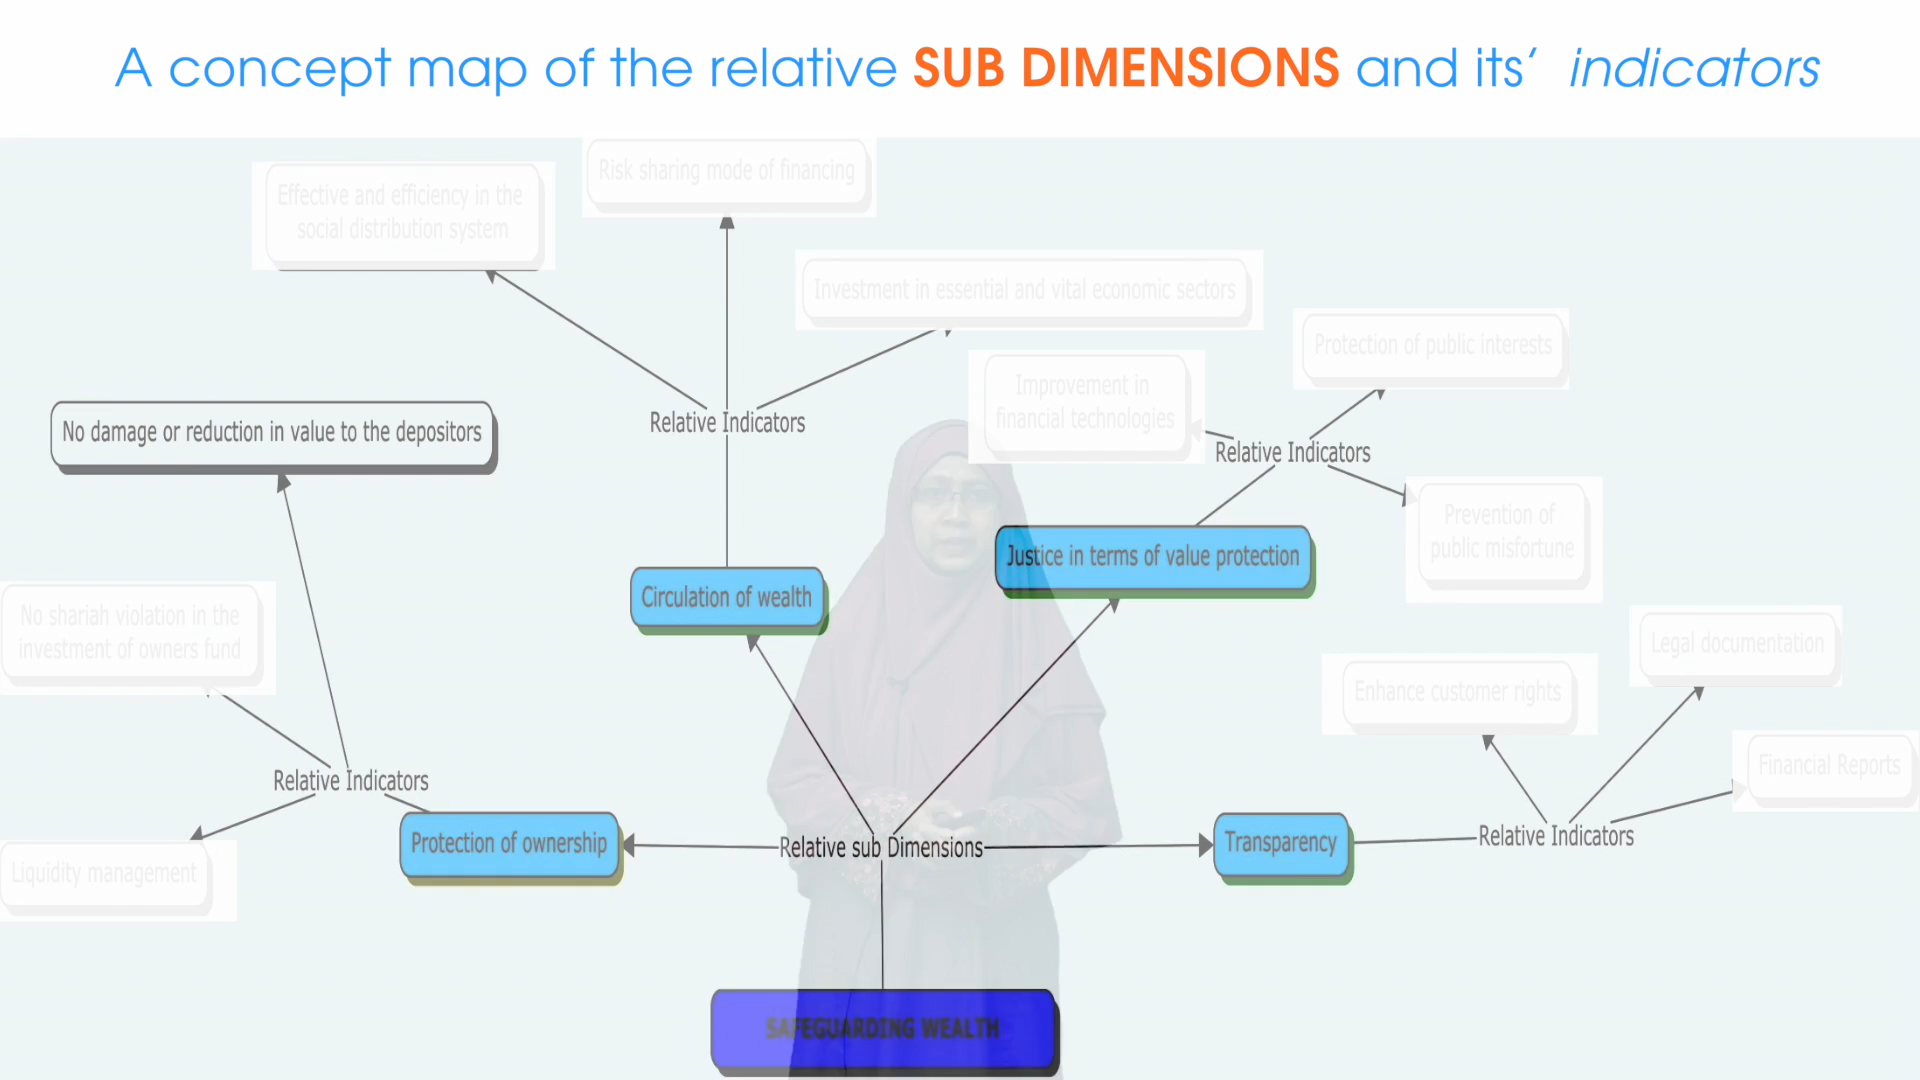 A concept map of the relative SUB DIMENSIONS and its’ indicators
Risk sharing mode of financing
Effective and efficiency in the
social distribution system
Investment in essential and vital economic sectors
Protection of public interests
Improvement in
financial technologies
Relative Indicators
No damage or reduction in value to the depositors
Relative Indicators
Prevention of
public misfortune
Justice in terms of value protection
Circulation of wealth
No shariah violation in the
investment of owners fund
Legal documentation
Enhance customer rights
Financial Reports
Relative Indicators
Relative Indicators
Protection of ownership
Relative sub Dimensions
Transparency
Liquidity management
SAFEGUARDING WEALTH